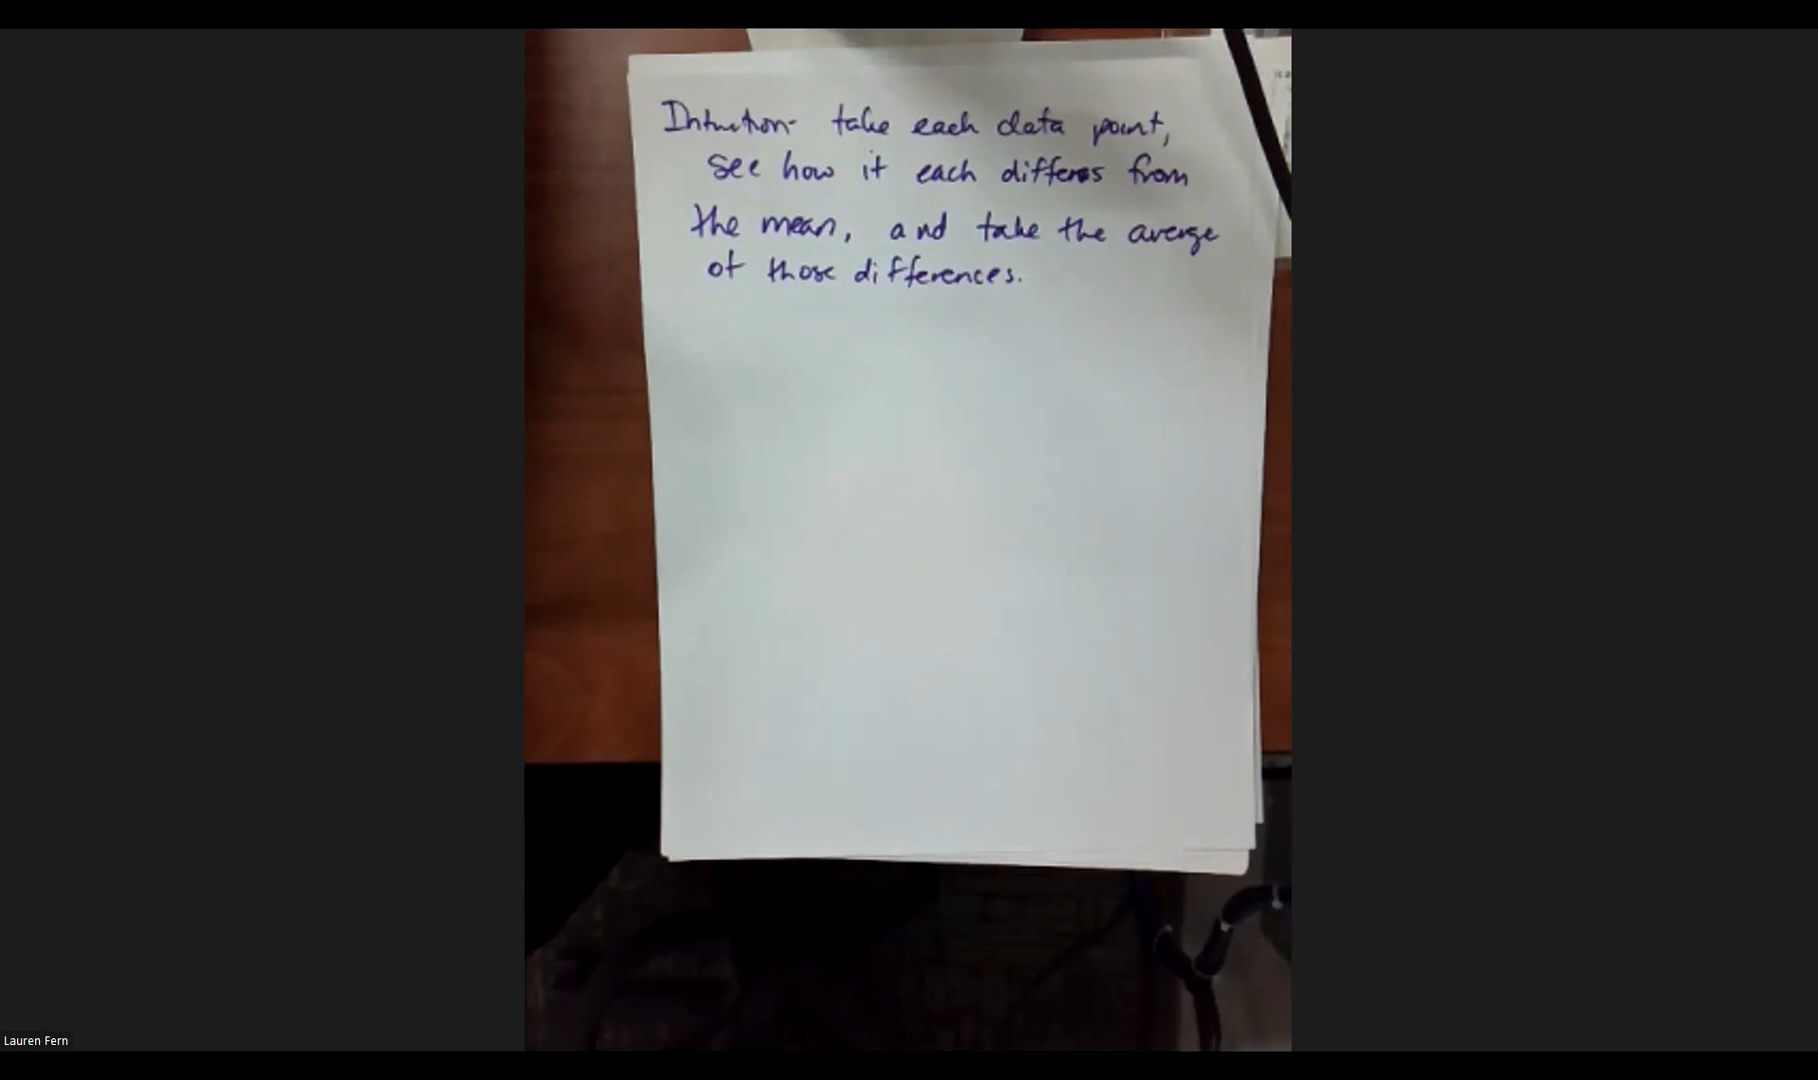 Intuition- take each data point,
see how it each differs from
the mean, and take the averge
of those differences.
Lauren Fern